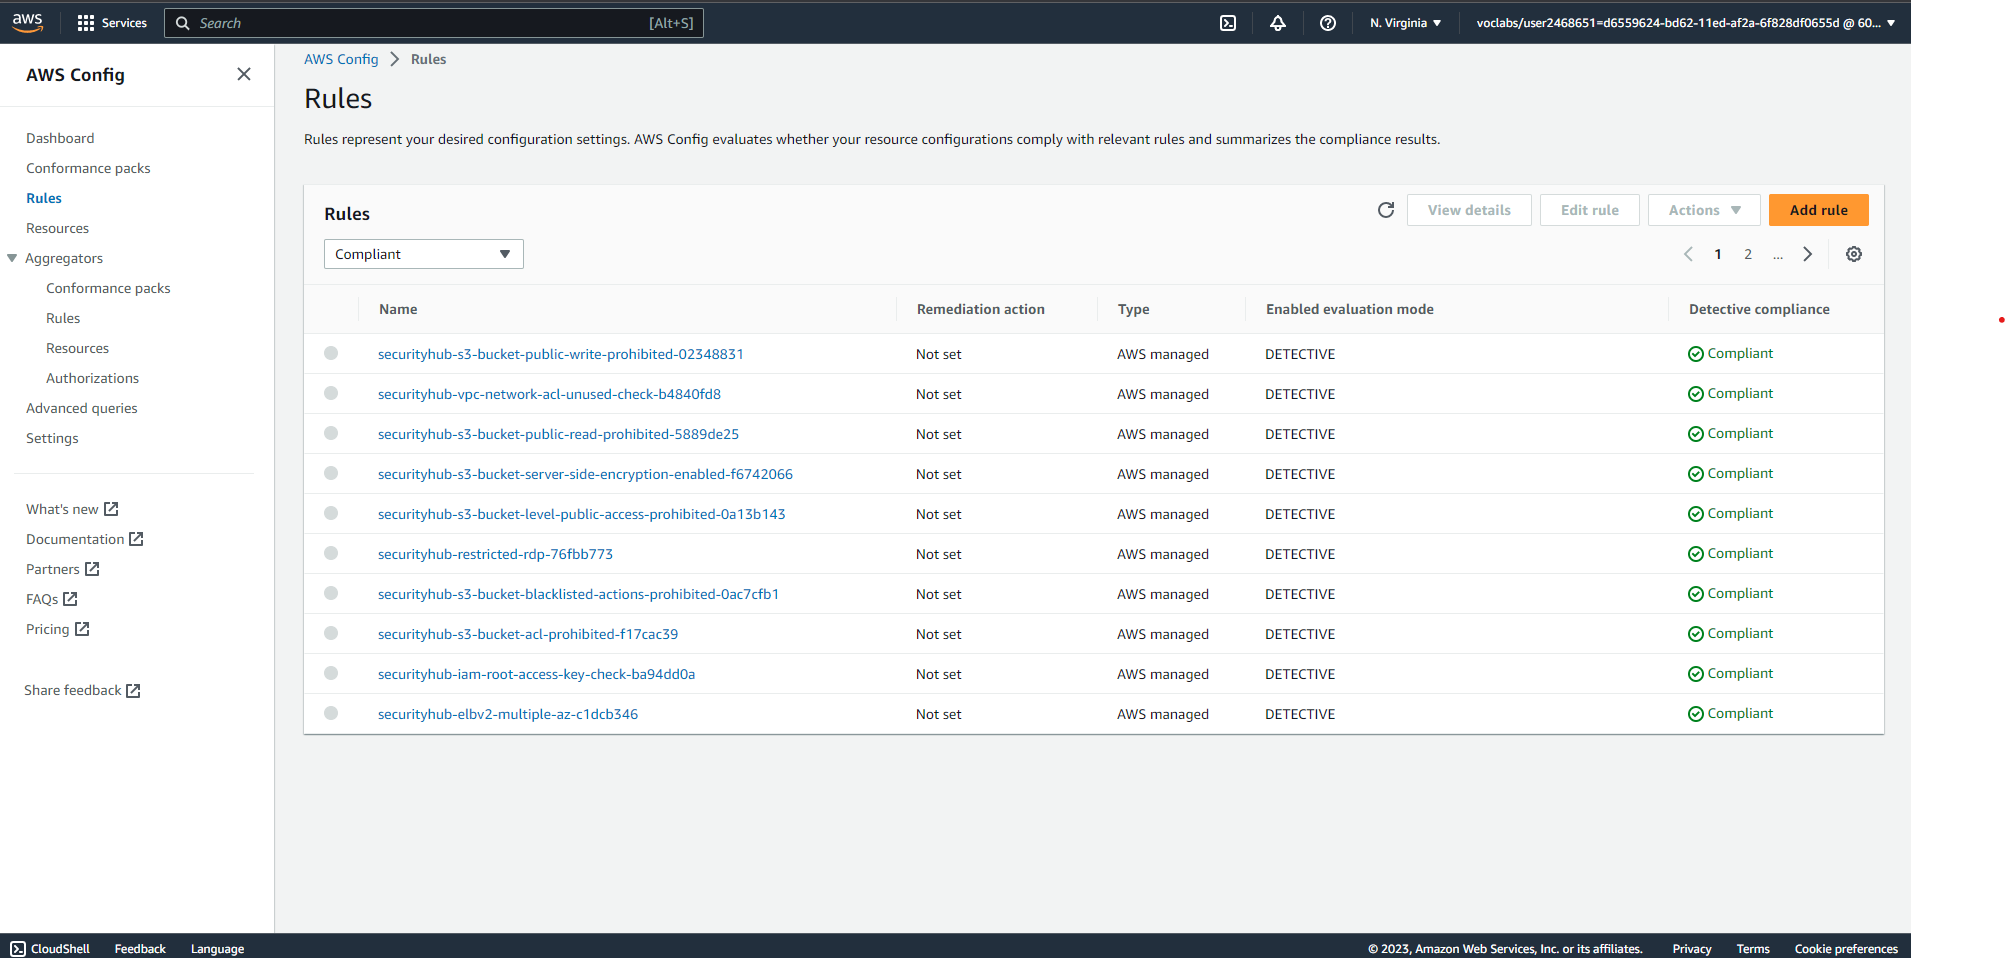 aws
Services
Search
[Alt+S]
N. Virginia
voclabs/user2468651=d6559624-bd62-11ed-af2a-6f828df0655d @ 60...
AWS Config
Dashboard
Conformance packs
Rules
Resources
Aggregators
Conformance packs
Rules
Resources
Authorizations
Advanced queries
Settings
What's new
Documentation
Partners
FAQs
Pricing
Share feedback
AWS Config Rules
Rules
Rules represent your desired configuration settings. AWS Config evaluates whether your resource configurations comply with relevant rules and summarizes the compliance results.
Rules
View details
Edit rule
Actions
Add rule
Compliant
1 2 ...
Name Remediation action Type Enabled evaluation mode Detective compliance
securityhub-s3-bucket-public-write-prohibited-02348831 Not set AWS managed DETECTIVE Compliant
securityhub-vpc-network-acl-unused-check-b4840fd8 Not set AWS managed DETECTIVE Compliant
securityhub-s3-bucket-public-read-prohibited-5889de25 Not set AWS managed DETECTIVE Compliant
securityhub-s3-bucket-server-side-encryption-enabled-f6742066 Not set AWS managed DETECTIVE Compliant
securityhub-s3-bucket-level-public-access-prohibited-0a13b143 Not set AWS managed DETECTIVE Compliant
securityhub-restricted-rdp-76fbb773 Not set AWS managed DETECTIVE Compliant
securityhub-s3-bucket-blacklisted-actions-prohibited-0ac7cfb1 Not set AWS managed DETECTIVE Compliant
securityhub-s3-bucket-acl-prohibited-f17cac39 Not set AWS managed DETECTIVE Compliant
securityhub-iam-root-access-key-check-ba94dd0a Not set AWS managed DETECTIVE Compliant
securityhub-elbv2-multiple-az-c1dcb346 Not set AWS managed DETECTIVE Compliant
CloudShell Feedback Language © 2023, Amazon Web Services, Inc. or its affiliates. Privacy Terms Cookie preferences